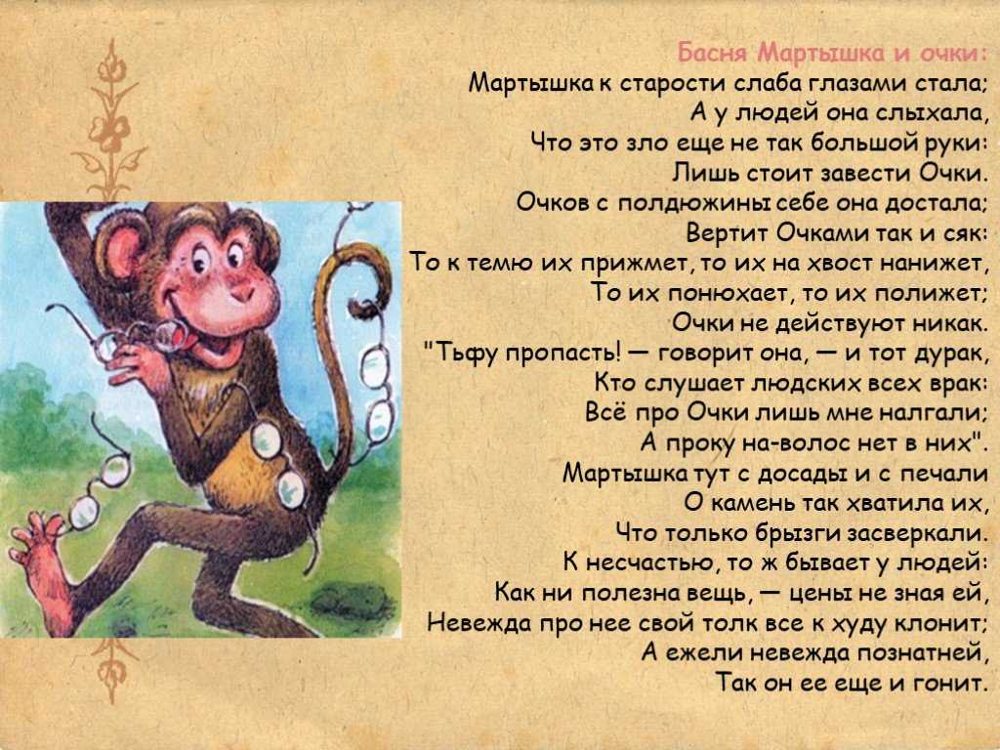 Басня Мартышка и очки:
Мартышка к старости слаба глазами стала;
А у людей она слыхала,
Что это зло еще не так большой руки:
Лишь стоит завести Очки.
Очков с полдюжины себе она достала;
Вертит Очками так и сяк:
То к темю их прижмет, то их на хвост нанижет,
То их понюхает, то их полижет;
Очки не действуют никак.
"Тьфу пропасть! — говорит она, — и тот дурак,
Кто слушает людских всех врак:
Всё про Очки лишь мне налгали;
А проку на-волос нет в них".
Мартышка тут с досады и с печали
О камень так хватила их,
Что только брызги засверкали.
К несчастью, то ж бывает у людей:
Как ни полезна вещь, — цены не зная ей,
Невежда про нее свой толк все к худу клонит;
А ежели невежда познатней,
Так он ее еще и гонит.